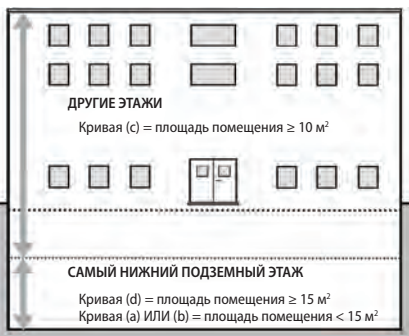 ДРУГИЕ ЭТАЖИ
Кривая (c) = площадь помещения ≥ 10 м²
САМЫЙ НИЖНИЙ ПОДЗЕМНЫЙ ЭТАЖ
Кривая (d) = площадь помещения ≥ 15 м²
Кривая (a) ИЛИ (b) = площадь помещения < 15 м²